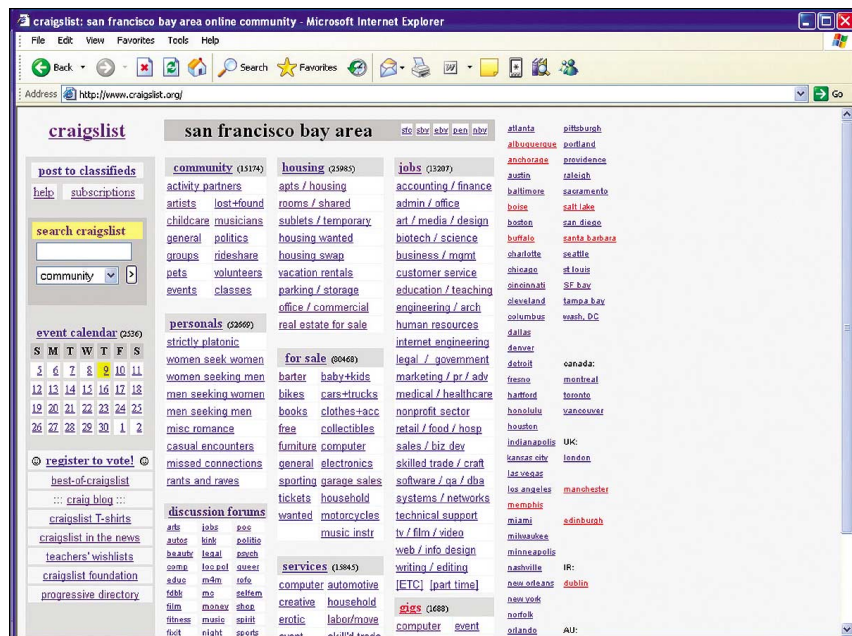 craigslist: san francisco bay area online community - Microsoft Internet Explorer
File Edit View Favorites Tools Help
Back Search Favorites
Address http://www.craigslist.org/ Go
craigslist
post to classifieds
help subscriptions
search craigslist
community >
event calendar (2536)
S M T W T F S
5 6 7 8 9 10 11
12 13 14 15 16 17 18
19 20 21 22 23 24 25
26 27 28 29 30 1 2
register to vote!
best-of-craigslist
::: craig blog :::
craigslist T-shirts
craigslist in the news
teachers' wishlists
craigslist foundation
progressive directory
san francisco bay area
sfc sby eby pen nby
community (15174)
activity partners
artists lost+found
childcare musicians
general politics
groups rideshare
pets volunteers
events classes
personals (52669)
strictly platonic
women seek women
women seeking men
men seeking women
men seeking men
misc romance
casual encounters
missed connections
rants and raves
discussion forums
arts jobs poc
autos kink politic
beauty legal psych
comp loc pol queer
educ m4m rofo
fdbk mo selfem
film money shop
fitness music spirit
fixit night sports
housing (25985)
apts / housing
rooms / shared
sublets / temporary
housing wanted
housing swap
vacation rentals
parking / storage
office / commercial
real estate for sale
for sale (80468)
barter baby+kids
bikes cars+trucks
books clothes+acc
free collectibles
furniture computer
general electronics
sporting garage sales
tickets household
wanted motorcycles
music instr
services (15845)
computer automotive
creative household
erotic labor/move
event skill'd trade
jobs (13207)
accounting / finance
admin / office
art / media / design
biotech / science
business / mgmt
customer service
education / teaching
engineering / arch
human resources
internet engineering
legal / government
marketing / pr / adv
medical / healthcare
nonprofit sector
retail / food / hosp
sales / biz dev
skilled trade / craft
software / qa / dba
systems / networks
technical support
tv / film / video
web / info design
writing / editing
[ETC] [part time]
gigs (1688)
computer event
atlanta
albuquerque
anchorage
austin
baltimore
boise
boston
buffalo
charlotte
chicago
cincinnati
cleveland
columbus
dallas
denver
detroit
fresno
hartford
honolulu
houston
indianapolis
kansas city
las vegas
los angeles
memphis
miami
milwaukee
minneapolis
nashville
new orleans
new york
norfolk
orlando
pittsburgh
portland
providence
raleigh
sacramento
salt lake
san diego
santa barbara
seattle
st louis
SF bay
tampa bay
wash, DC
canada:
montreal
toronto
vancouver
UK:
london
manchester
edinburgh
IR:
dublin
AU: